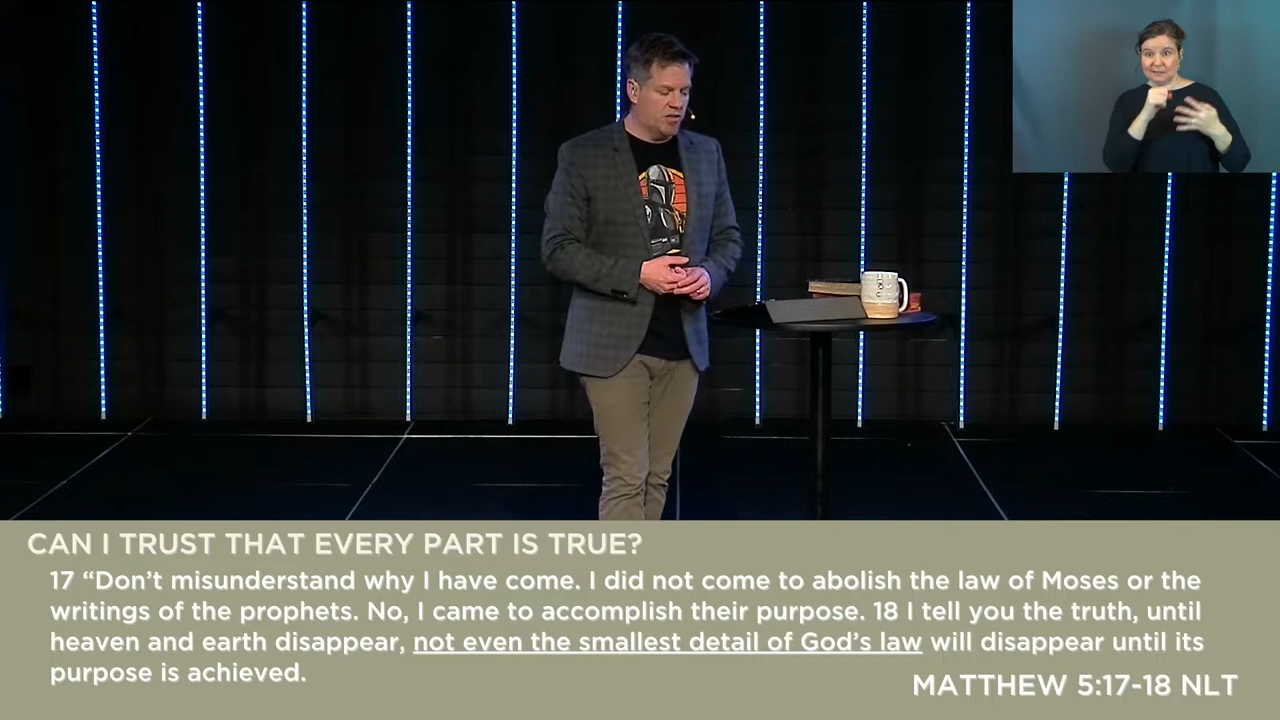 CAN I TRUST THAT EVERY PART IS TRUE?
17 “Don’t misunderstand why I have come. I did not come to abolish the law of Moses or the
writings of the prophets. No, I came to accomplish their purpose. 18 I tell you the truth, until
heaven and earth disappear, not even the smallest detail of God’s law will disappear until its
purpose is achieved.
MATTHEW 5:17-18 NLT